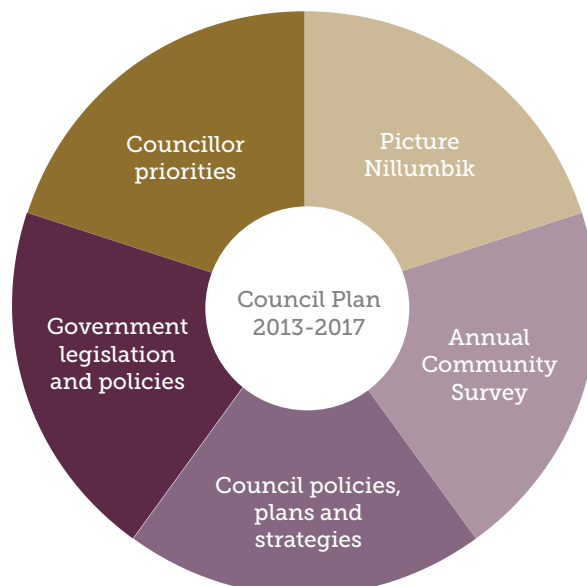 Councillor
priorities
Picture
Nillumbik
Council Plan
2013-2017
Government
legislation
and policies
Annual
Community
Survey
Council policies,
plans and
strategies